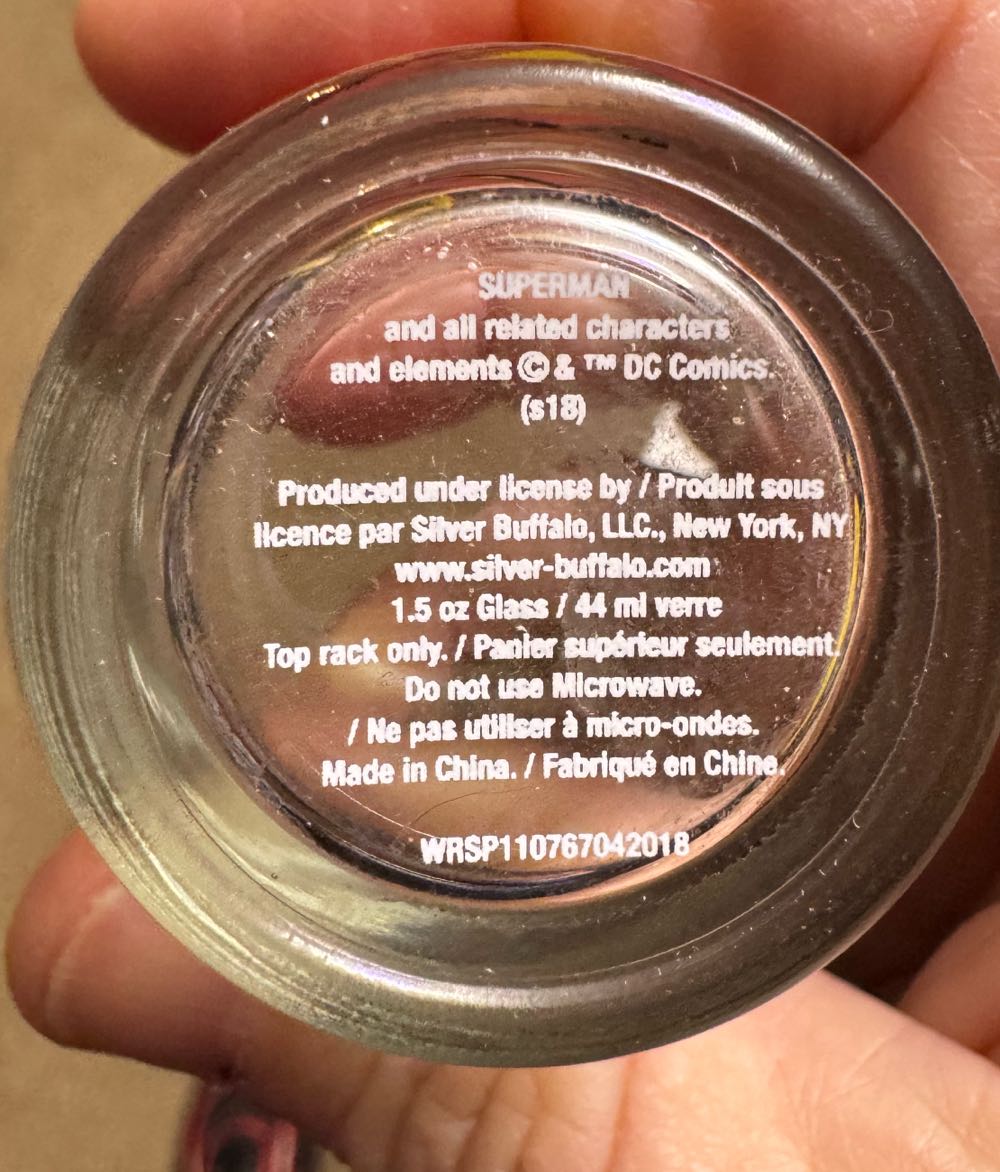 SUPERMAN
and all related characters
and elements © & ™ DC Comics.
(s18)
Produced under license by / Produit sous
licence par Silver Buffalo, LLC., New York, NY
www.silver-buffalo.com
1.5 oz Glass / 44 ml verre
Top rack only. / Panier supérieur seulement.
Do not use Microwave.
/ Ne pas utiliser à micro-ondes.
Made in China. / Fabriqué en Chine.
WRSP110767042018